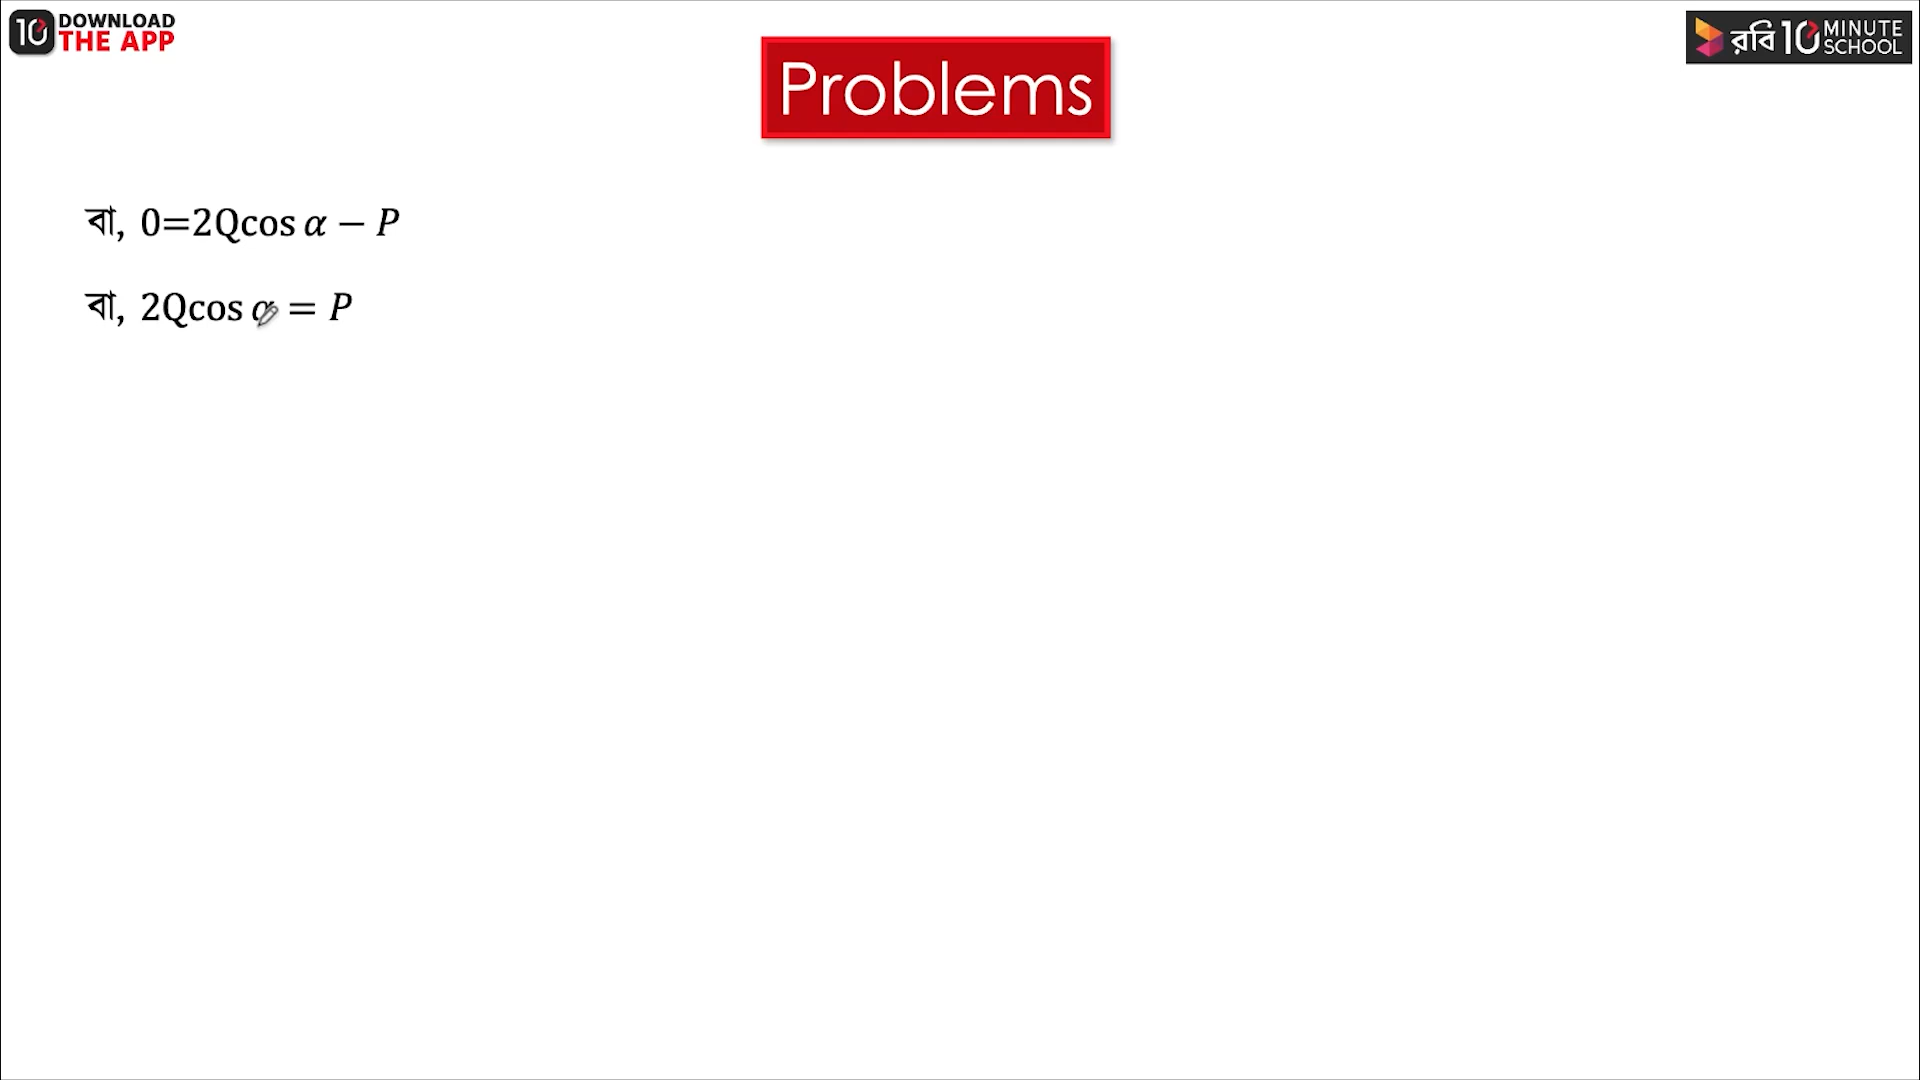 10 DOWNLOAD
THE APP
রবি 10 MINUTE
SCHOOL
Problems
বা, 0=2Qcos α − P
বা, 2Qcos α = P